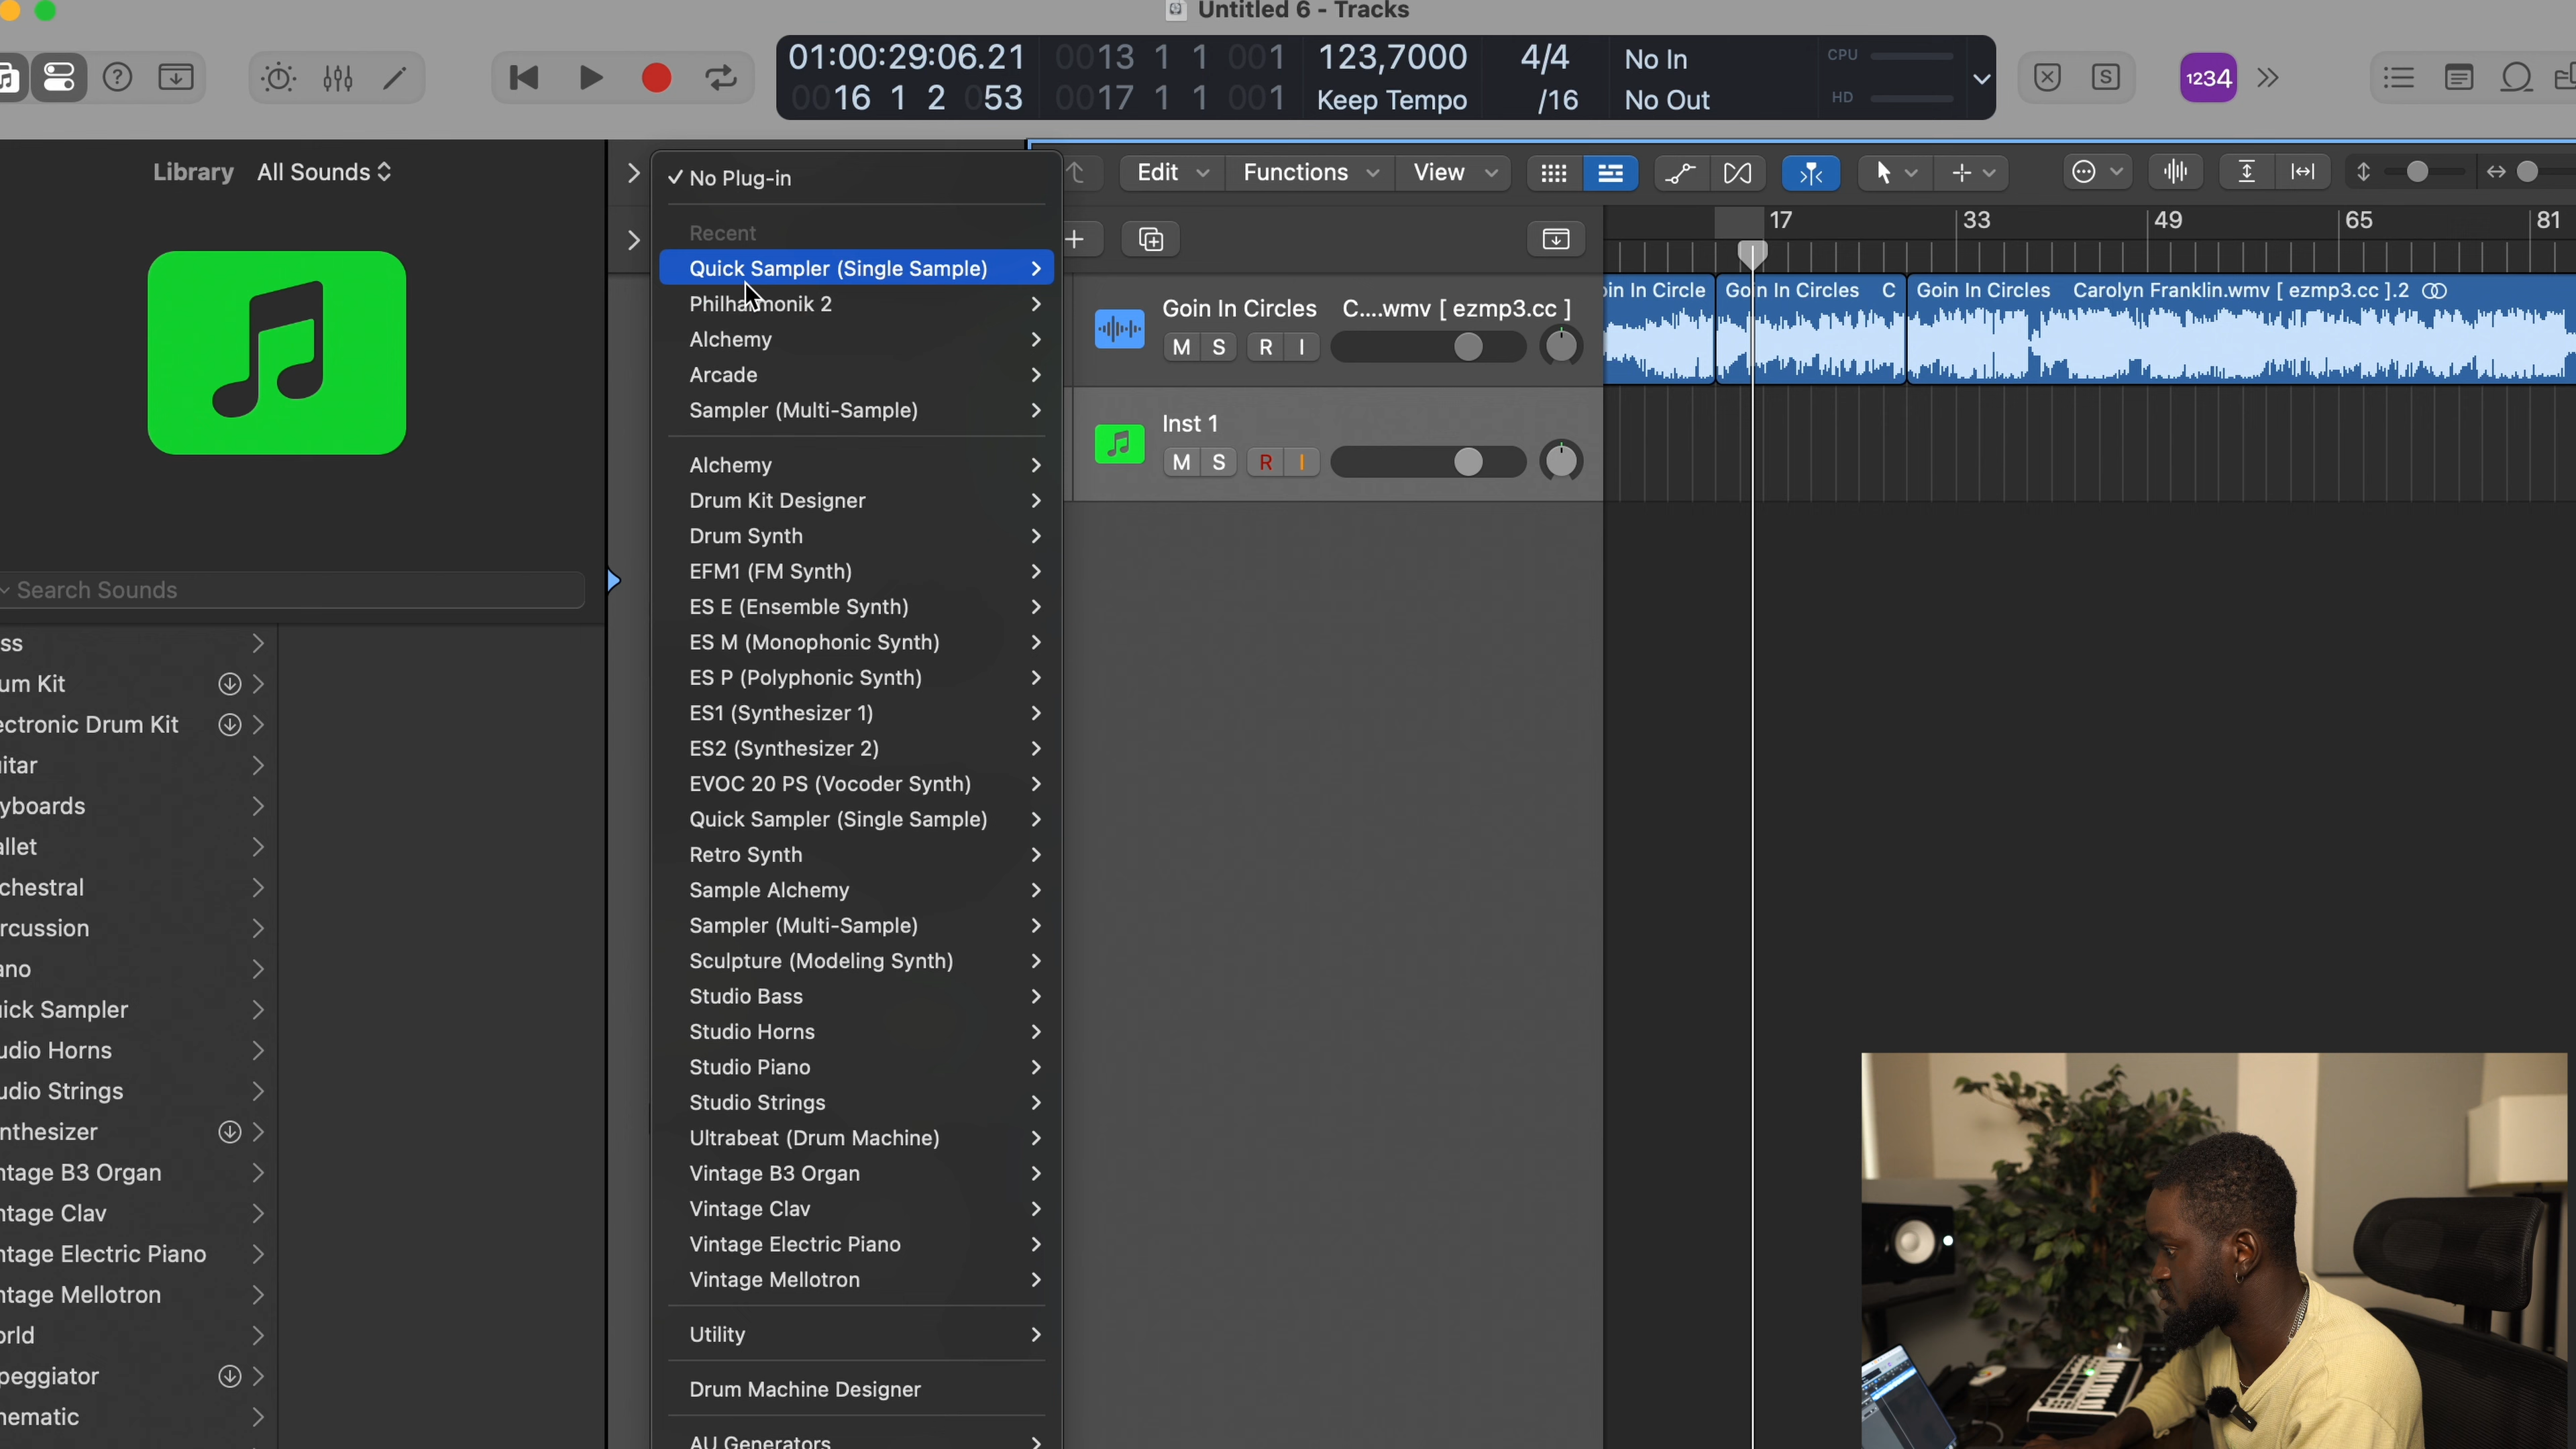 Untitled 6 - Tracks
01:00:29:06.21
0016 1 2 053
0013 1 1 001
0017 1 1 001
123,7000
Keep Tempo
4/4
/16
No In
No Out
CPU
HD
S
1234
Library
All Sounds
Search Sounds
ss
um Kit
ectronic Drum Kit
itar
yboards
allet
chestral
rcussion
ano
ick Sampler
udio Horns
udio Strings
nthesizer
ntage B3 Organ
ntage Clav
ntage Electric Piano
ntage Mellotron
orld
peggiator
nematic
No Plug-in
Recent
Quick Sampler (Single Sample)
Philharmonik 2
Alchemy
Arcade
Sampler (Multi-Sample)
Alchemy
Drum Kit Designer
Drum Synth
EFM1 (FM Synth)
ES E (Ensemble Synth)
ES M (Monophonic Synth)
ES P (Polyphonic Synth)
ES1 (Synthesizer 1)
ES2 (Synthesizer 2)
EVOC 20 PS (Vocoder Synth)
Quick Sampler (Single Sample)
Retro Synth
Sample Alchemy
Sampler (Multi-Sample)
Sculpture (Modeling Synth)
Studio Bass
Studio Horns
Studio Piano
Studio Strings
Ultrabeat (Drum Machine)
Vintage B3 Organ
Vintage Clav
Vintage Electric Piano
Vintage Mellotron
Utility
Drum Machine Designer
AU Generators
Edit
Functions
View
17
33
49
65
81
Goin In Circles C....wmv [ ezmp3.cc ]
M S R I
Inst 1
M S R I
oin In Circle
Goin In Circles C
Goin In Circles Carolyn Franklin.wmv [ ezmp3.cc ].2